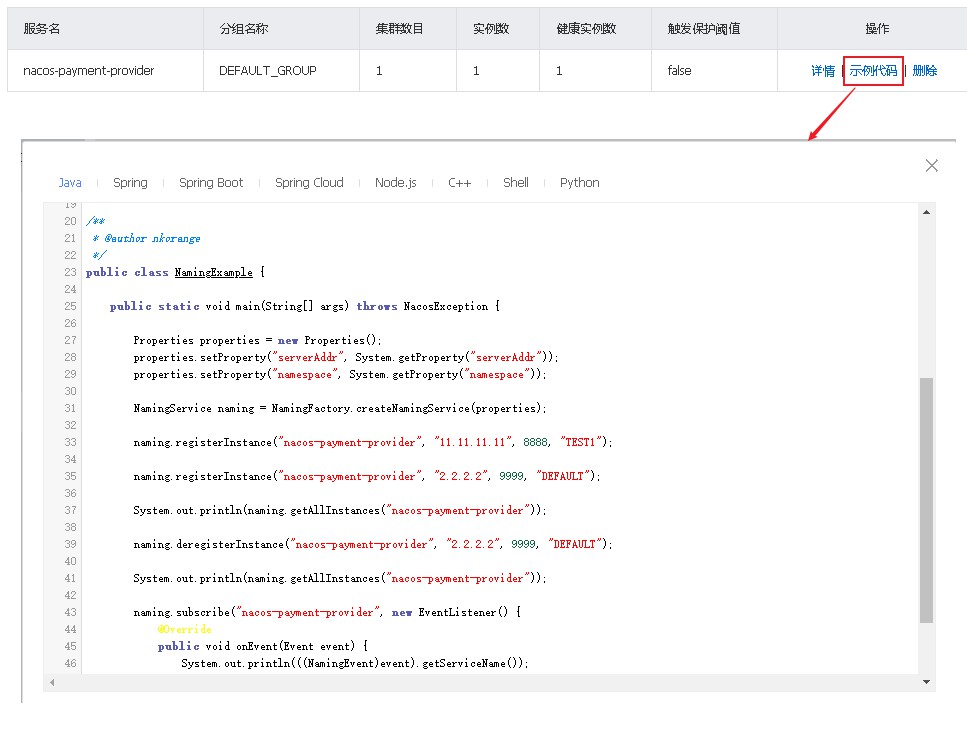 服务名 分组名称 集群数目 实例数 健康实例数 触发保护阈值 操作
nacos-payment-provider DEFAULT_GROUP 1 1 1 false 详情 | 示例代码 | 删除
Java Spring Spring Boot Spring Cloud Node.js C++ Shell Python
19
20 /**
21 * @author nkorange
22 */
23 public class NamingExample {
24
25 public static void main(String[] args) throws NacosException {
26
27 Properties properties = new Properties();
28 properties.setProperty("serverAddr", System.getProperty("serverAddr"));
29 properties.setProperty("namespace", System.getProperty("namespace"));
30
31 NamingService naming = NamingFactory.createNamingService(properties);
32
33 naming.registerInstance("nacos-payment-provider", "11.11.11.11", 8888, "TEST1");
34
35 naming.registerInstance("nacos-payment-provider", "2.2.2.2", 9999, "DEFAULT");
36
37 System.out.println(naming.getAllInstances("nacos-payment-provider"));
38
39 naming.deregisterInstance("nacos-payment-provider", "2.2.2.2", 9999, "DEFAULT");
40
41 System.out.println(naming.getAllInstances("nacos-payment-provider"));
42
43 naming.subscribe("nacos-payment-provider", new EventListener() {
44 @Override
45 public void onEvent(Event event) {
46 System.out.println(((NamingEvent)event).getServiceName());